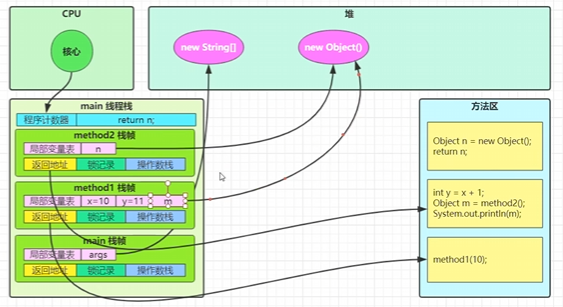 CPU
核心
堆
new String[]
new Object()
main 线程栈
程序计数器 return n;
method2 栈帧
局部变量表 n
返回地址 锁记录 操作数栈
method1 栈帧
局部变量表 x=10 y=11 m
返回地址 锁记录 操作数栈
main 栈帧
局部变量表 args
返回地址 锁记录 操作数栈
方法区
Object n = new Object();
return n;
int y = x + 1;
Object m = method2();
System.out.println(m);
method1(10);